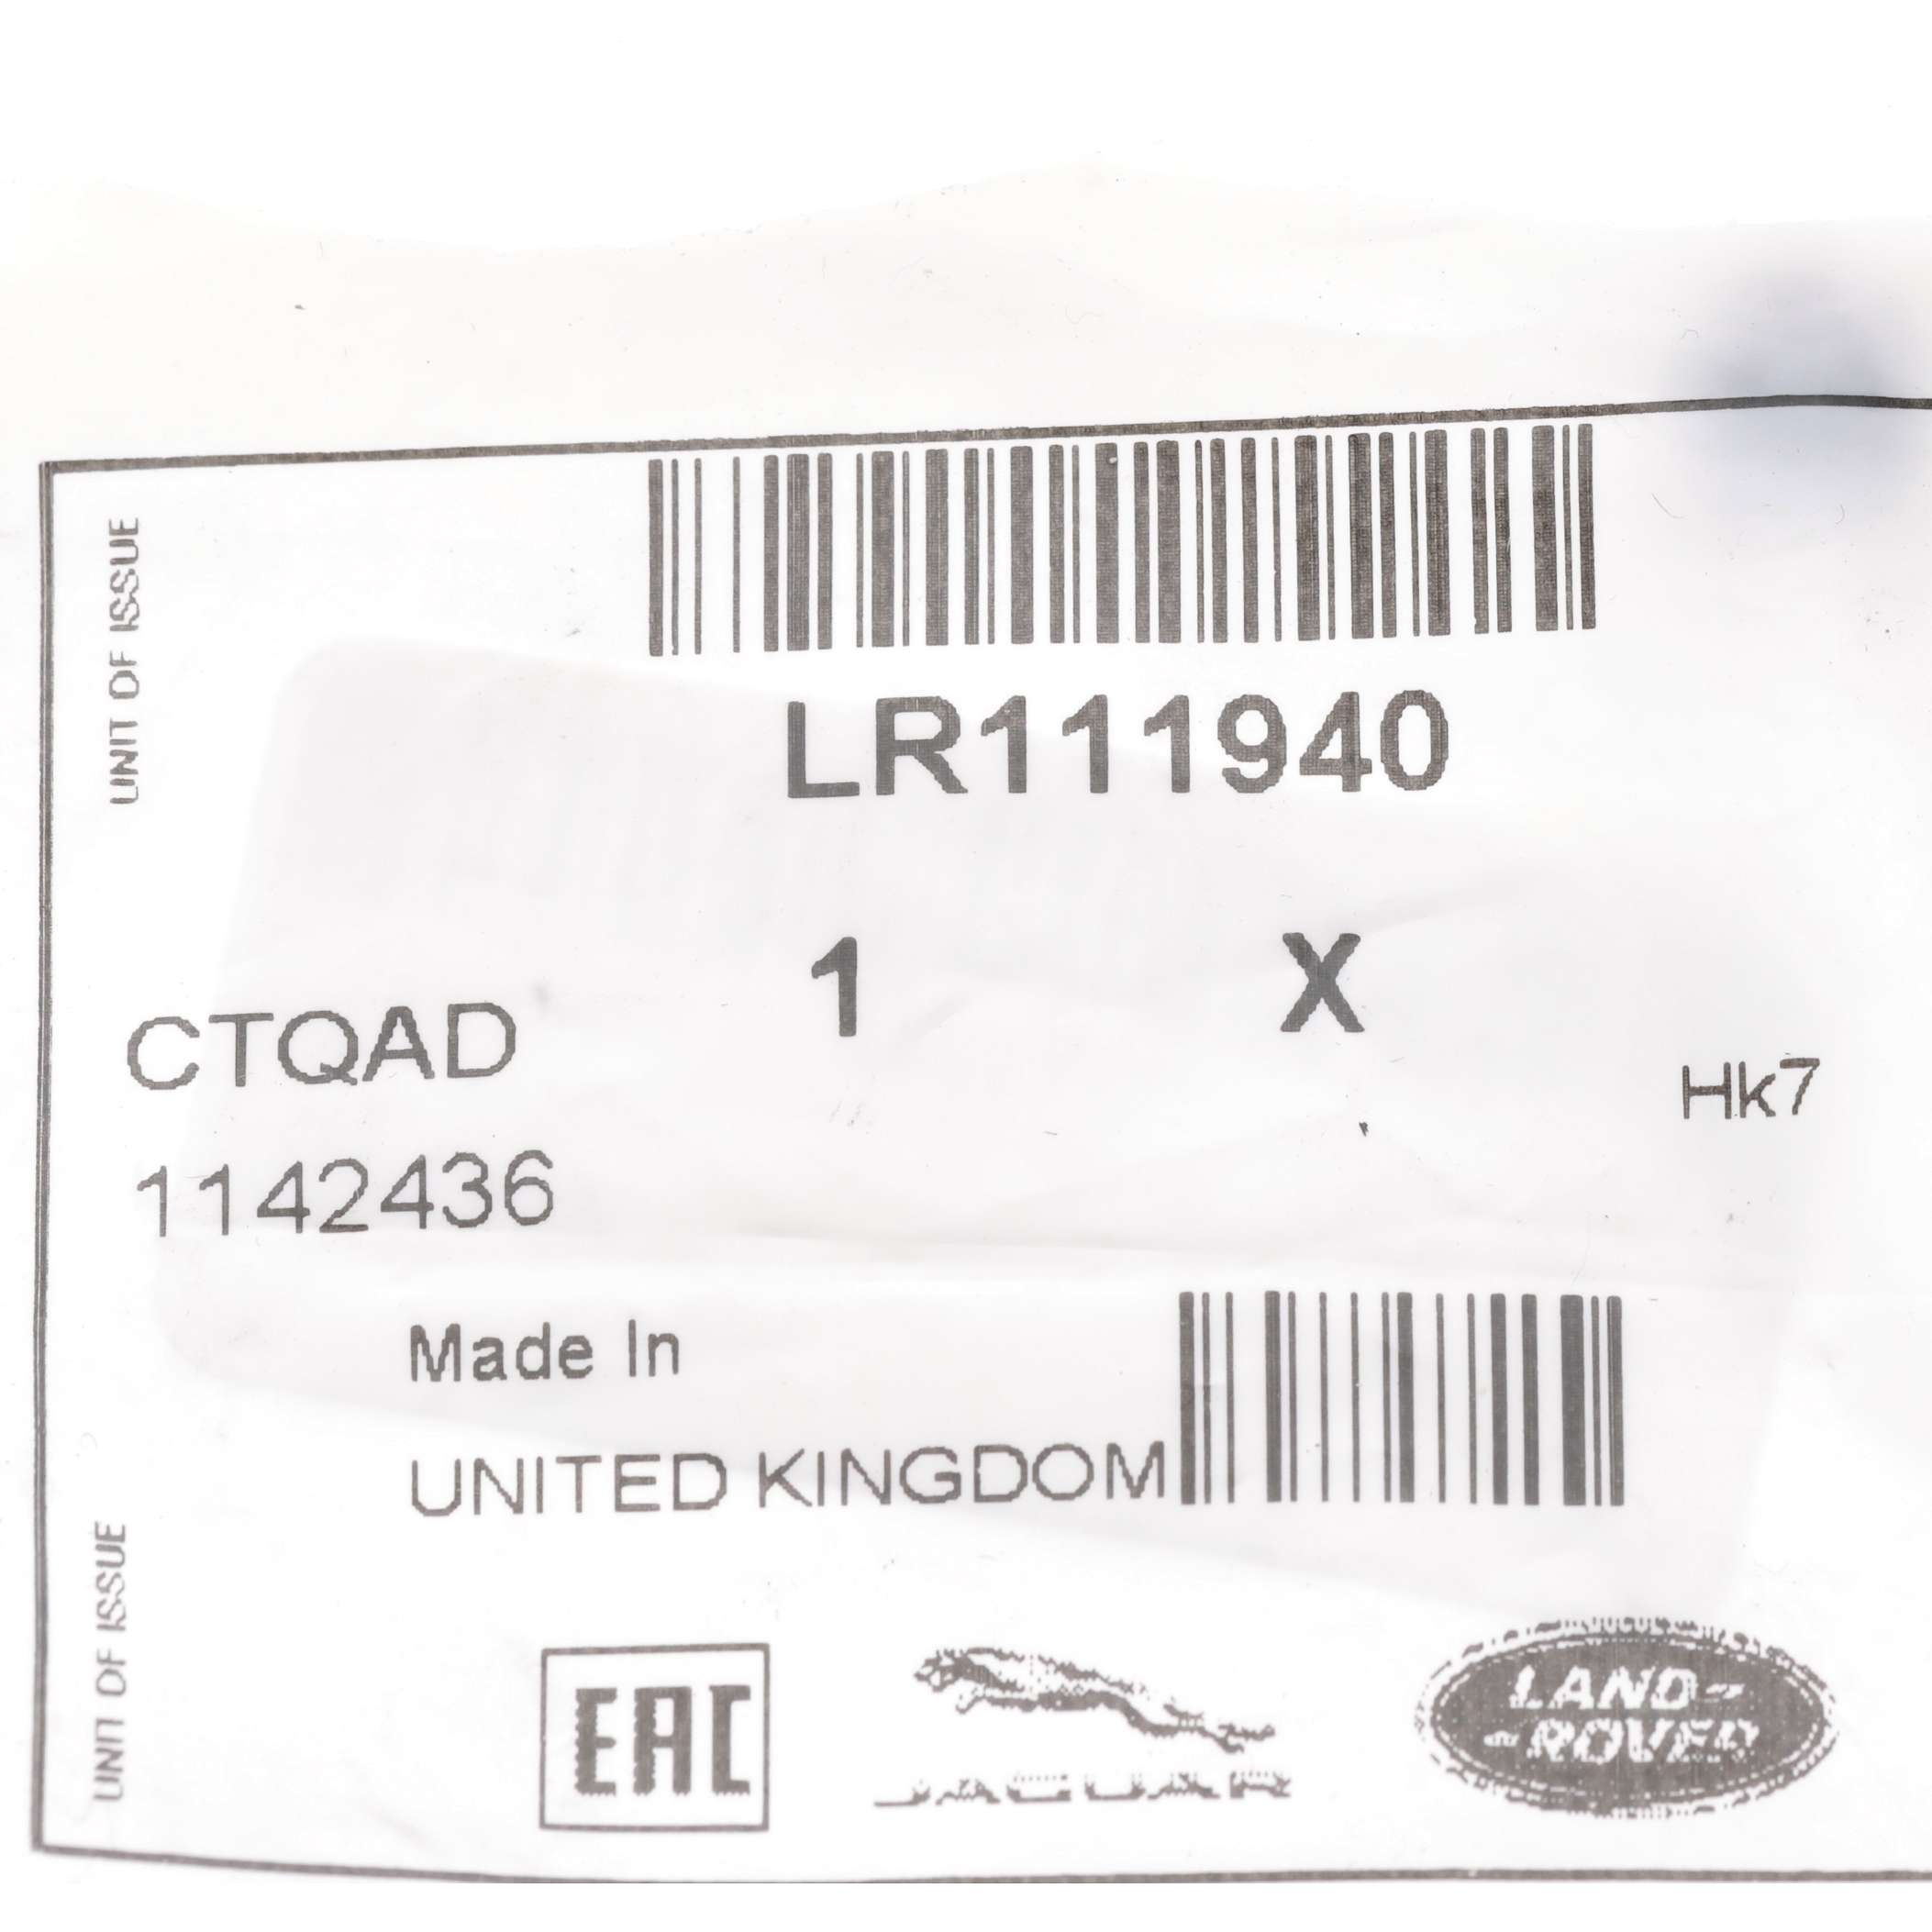 UNIT OF ISSUE
LR111940
1 X
CTQAD
Hk7
1142436
Made In
UNITED KINGDOM
UNIT OF ISSUE
EAC
JAGUAR
LAND-
-ROVER